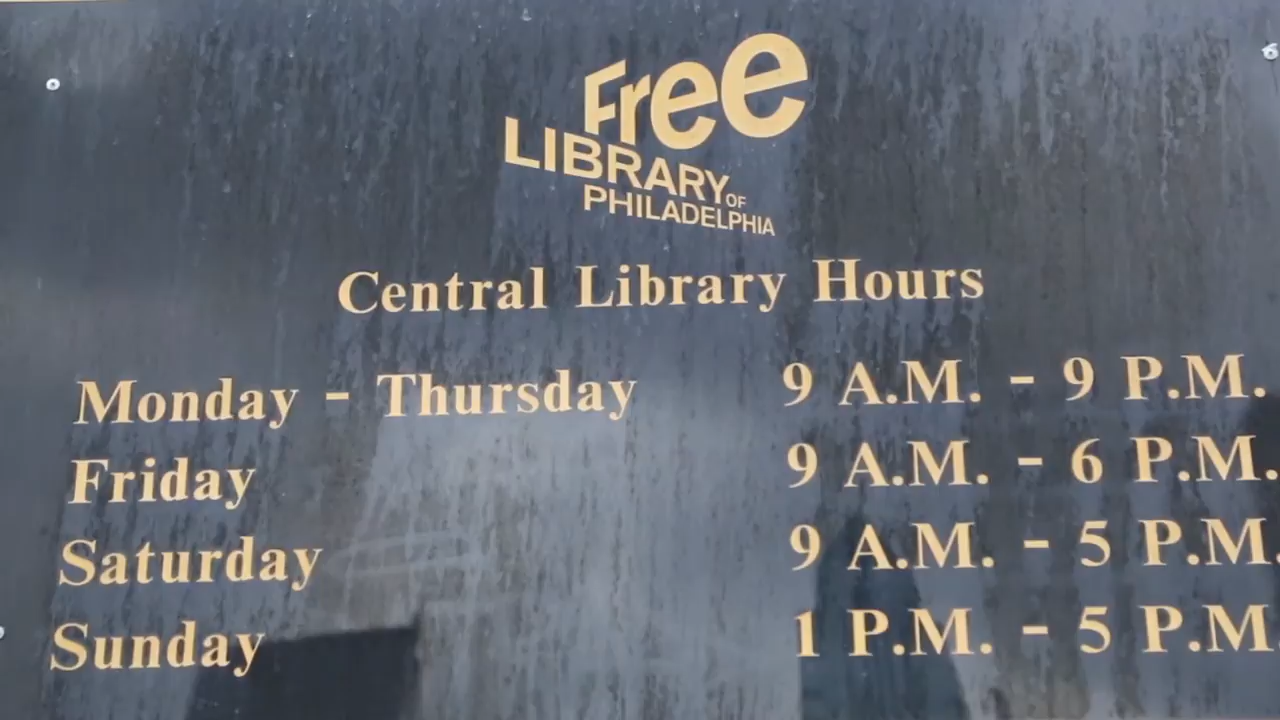 Free
LIBRARY OF
PHILADELPHIA
Central Library Hours
Monday - Thursday 9 A.M. - 9 P.M.
Friday 9 A.M. - 6 P.M.
Saturday 9 A.M. - 5 P.M.
Sunday 1 P.M. - 5 P.M